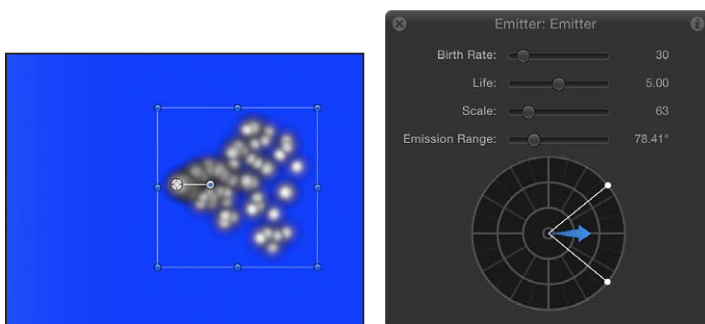 Emitter: Emitter
Birth Rate: 30
Life: 5.00
Scale: 63
Emission Range: 78.41°